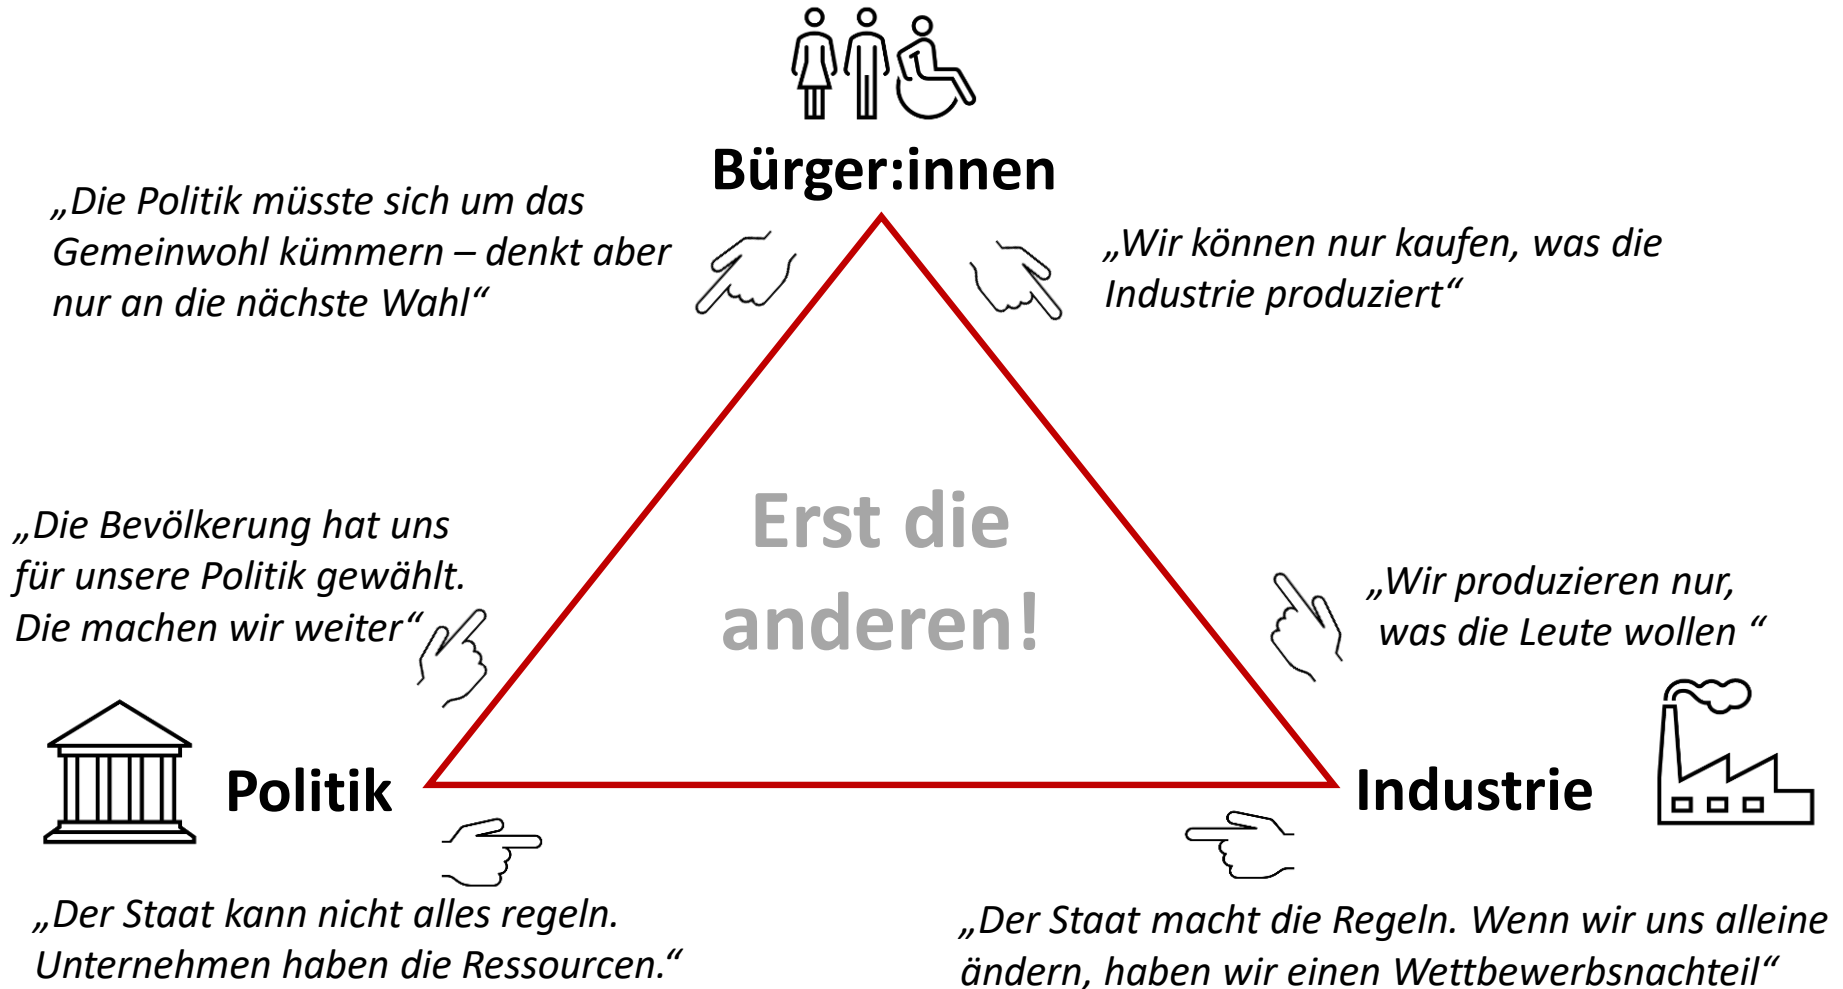 Bürger:innen
„Die Politik müsste sich um das
Gemeinwohl kümmern – denkt aber
nur an die nächste Wahl“
„Wir können nur kaufen, was die
Industrie produziert“
Erst die
anderen!
„Die Bevölkerung hat uns
für unsere Politik gewählt.
Die machen wir weiter“
„Wir produzieren nur,
was die Leute wollen “
Politik
Industrie
„Der Staat kann nicht alles regeln.
Unternehmen haben die Ressourcen.“
„Der Staat macht die Regeln. Wenn wir uns alleine
ändern, haben wir einen Wettbewerbsnachteil“